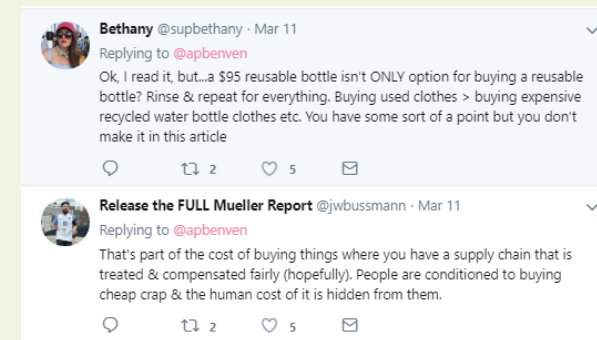 Bethany @supbethany · Mar 11
Replying to @apbenven
Ok, I read it, but...a $95 reusable bottle isn't ONLY option for buying a reusable
bottle? Rinse & repeat for everything. Buying used clothes > buying expensive
recycled water bottle clothes etc. You have some sort of a point but you don't
make it in this article
2 5
Release the FULL Mueller Report @jwbussmann · Mar 11
Replying to @apbenven
That's part of the cost of buying things where you have a supply chain that is
treated & compensated fairly (hopefully). People are conditioned to buying
cheap crap & the human cost of it is hidden from them.
2 5